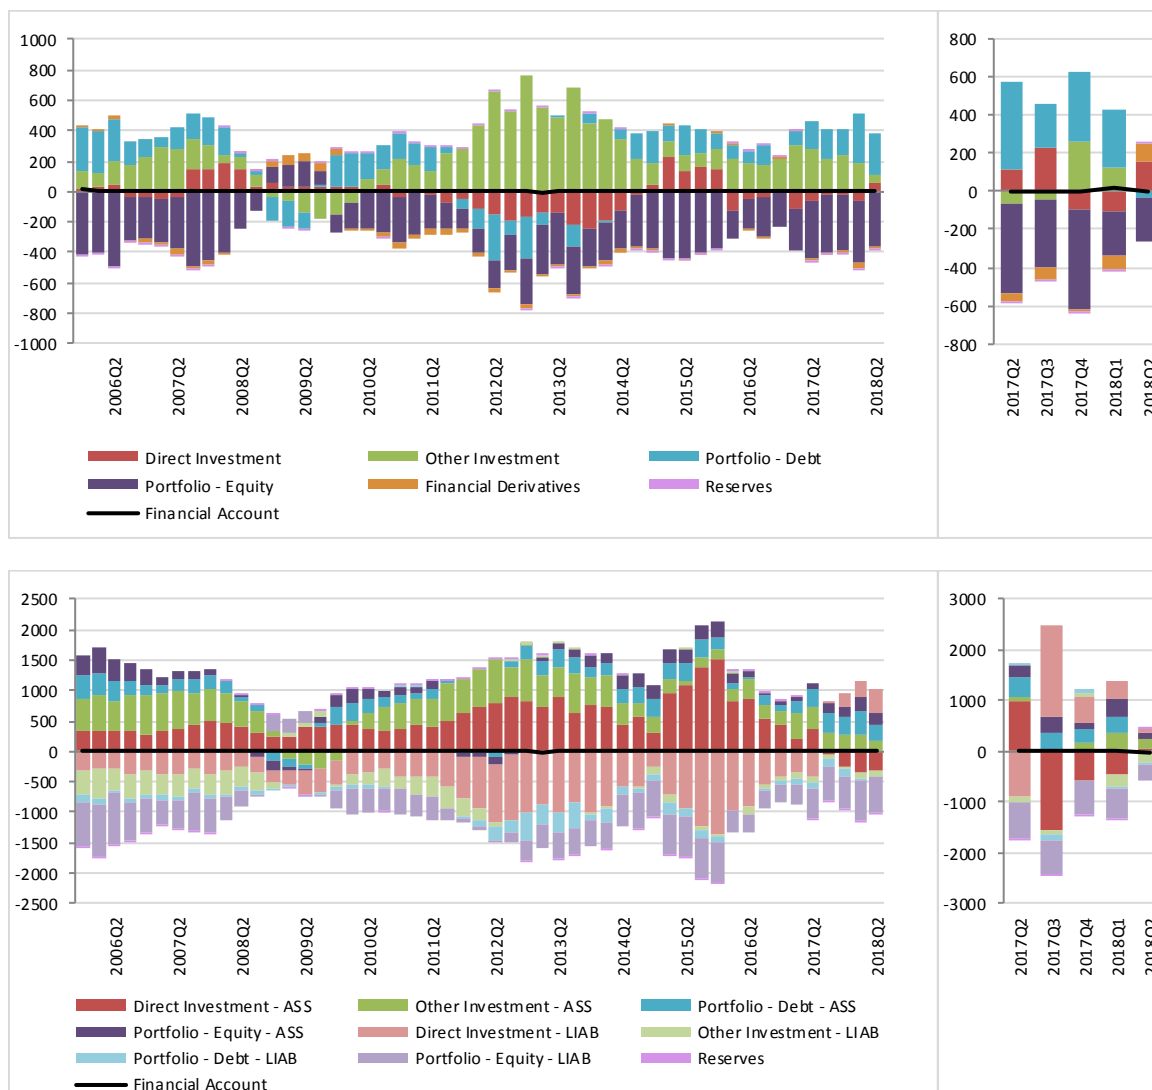 1000
800
600
400
200
0
-200
-400
-600
-800
-1000
2006Q2
2007Q2
2008Q2
2009Q2
2010Q2
2011Q2
2012Q2
2013Q2
2014Q2
2015Q2
2016Q2
2017Q2
2018Q2
Direct Investment
Other Investment
Portfolio - Debt
Portfolio - Equity
Financial Derivatives
Reserves
Financial Account
800
600
400
200
0
-200
-400
-600
-800
2017Q2
2017Q3
2017Q4
2018Q1
2018Q2
2500
2000
1500
1000
500
0
-500
-1000
-1500
-2000
-2500
2006Q2
2007Q2
2008Q2
2009Q2
2010Q2
2011Q2
2012Q2
2013Q2
2014Q2
2015Q2
2016Q2
2017Q2
2018Q2
Direct Investment - ASS
Other Investment - ASS
Portfolio - Debt - ASS
Portfolio - Equity - ASS
Direct Investment - LIAB
Other Investment - LIAB
Portfolio - Debt - LIAB
Portfolio - Equity - LIAB
Reserves
Financial Account
3000
2000
1000
0
-1000
-2000
-3000
2017Q2
2017Q3
2017Q4
2018Q1
2018Q2